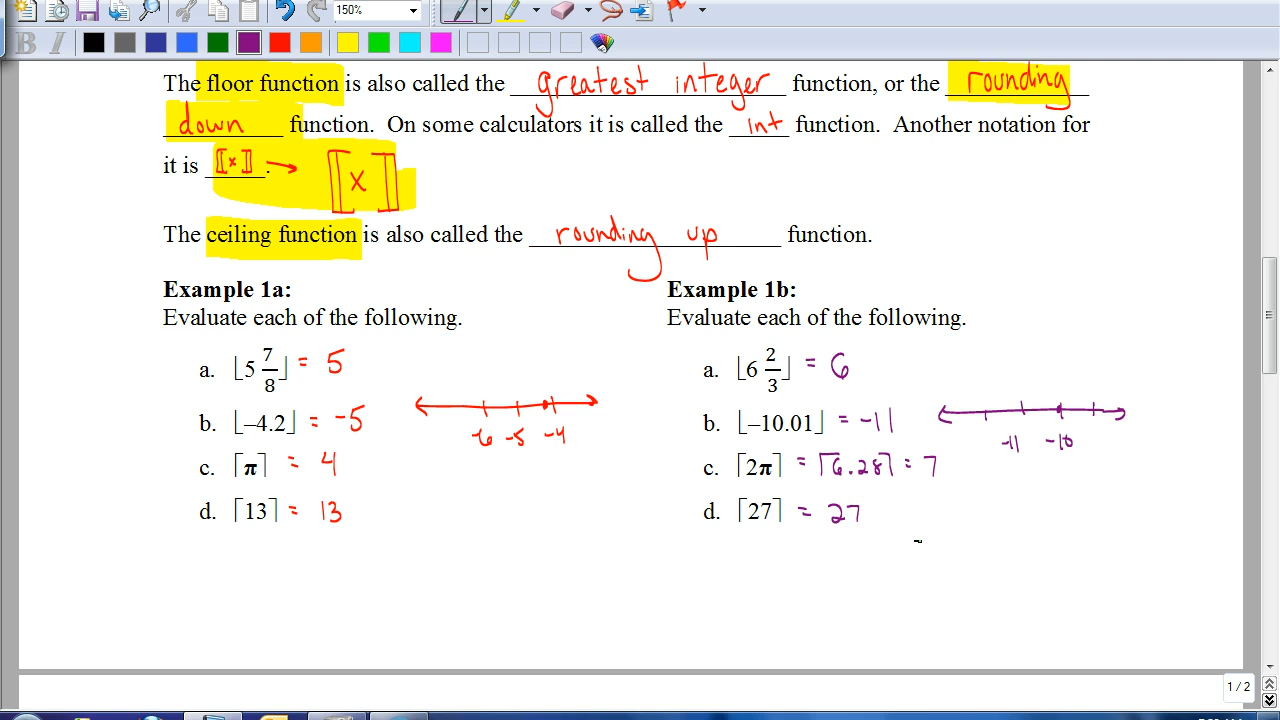 150%
B I
The floor function is also called the greatest integer function, or the rounding
down function. On some calculators it is called the int function. Another notation for
it is ⟦x⟧. → ⟦x⟧
The ceiling function is also called the rounding up function.
Example 1a:
Evaluate each of the following.
a. ⌊5 7/8⌋ = 5
b. ⌊–4.2⌋ = -5
-6 -5 -4
c. ⌈π⌉ = 4
d. ⌈13⌉ = 13
Example 1b:
Evaluate each of the following.
a. ⌊6 2/3⌋ = 6
b. ⌊–10.01⌋ = -11
-11 -10
c. ⌈2π⌉ = ⌈6.28⌉ = 7
d. ⌈27⌉ = 27
1 / 2